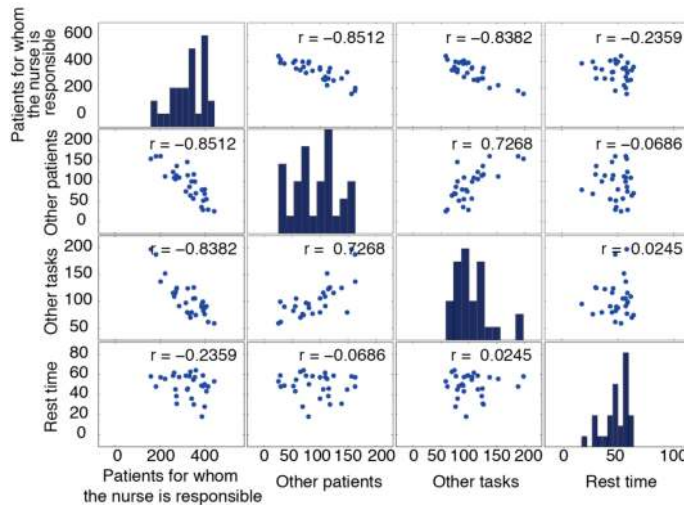 Patients for whom
the nurse is
responsible
600
400
200
0
r = −0.8512
r = −0.8382
r = −0.2359
Other patients
200
150
100
50
0
r = −0.8512
r = 0.7268
r = −0.0686
Other tasks
200
150
100
50
r = −0.8382
r = 0.7268
r = 0.0245
Rest time
80
60
40
20
0
r = −0.2359
r = −0.0686
r = 0.0245
0 200 400
0 50 100 150 200
0 50 100 150 200
0 50 100
Patients for whom
the nurse is responsible
Other patients
Other tasks
Rest time